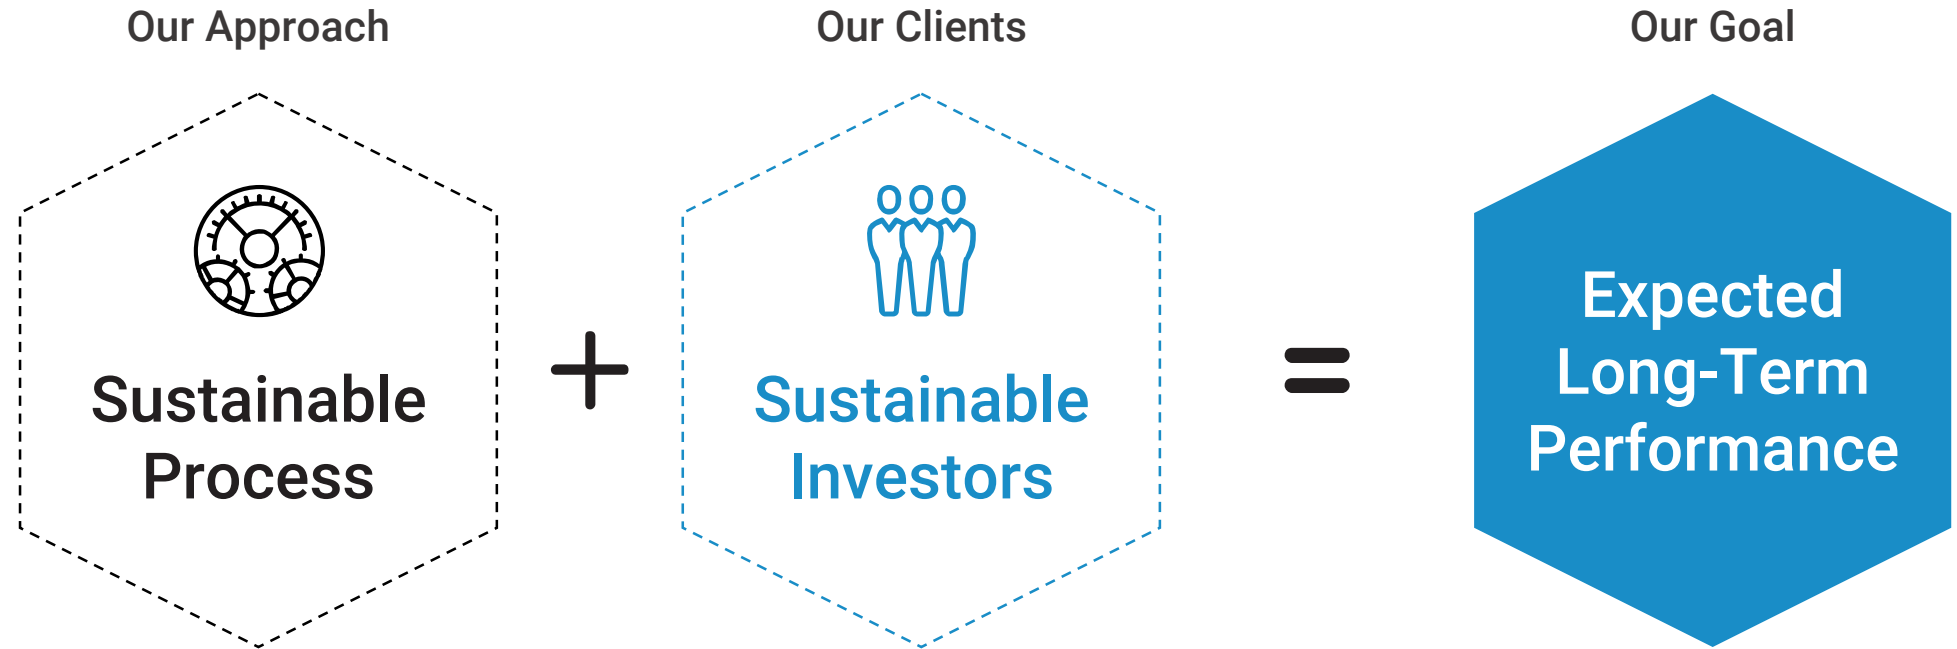 Our Approach
Sustainable
Process
+
Our Clients
Sustainable
Investors
=
Our Goal
Expected
Long-Term
Performance